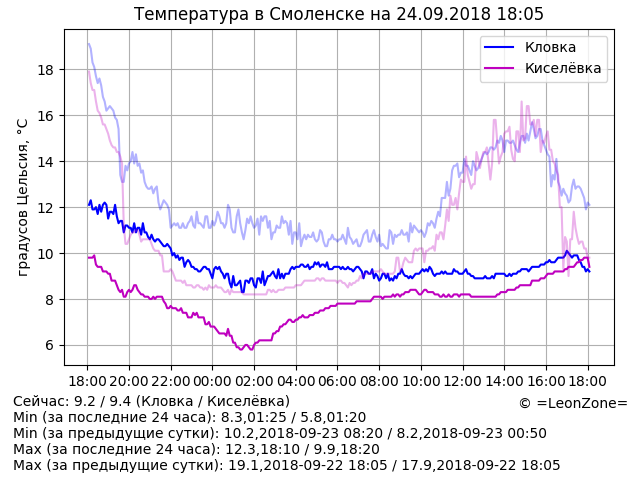 Температура в Смоленске на 24.09.2018 18:05
Кловка
Киселёвка
градусов Цельсия, °C
18
16
14
12
10
8
6
18:00 20:00 22:00 00:00 02:00 04:00 06:00 08:00 10:00 12:00 14:00 16:00 18:00
Сейчас: 9.2 / 9.4 (Кловка / Киселёвка)
© =LeonZone=
Min (за последние 24 часа): 8.3,01:25 / 5.8,01:20
Min (за предыдущие сутки): 10.2,2018-09-23 08:20 / 8.2,2018-09-23 00:50
Max (за последние 24 часа): 12.3,18:10 / 9.9,18:20
Max (за предыдущие сутки): 19.1,2018-09-22 18:05 / 17.9,2018-09-22 18:05